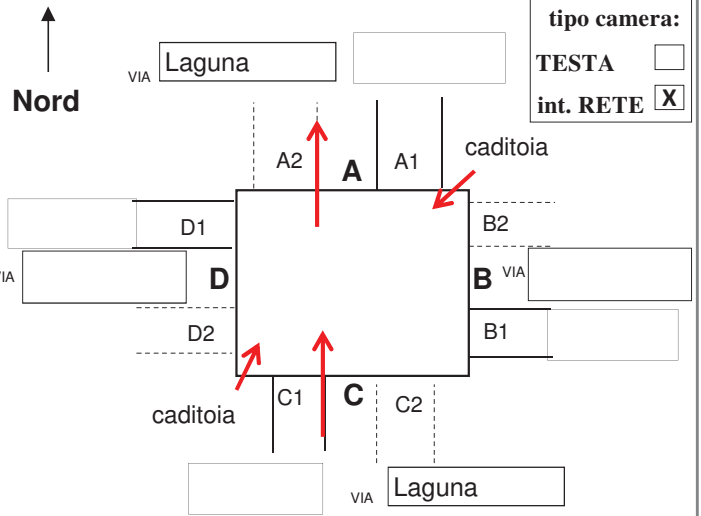 tipo camera:
VIA Laguna
TESTA
Nord
int. RETE X
caditoia
A2 A A1
D1 B2
VIA D B VIA
D2 B1
C1 C C2
caditoia
VIA Laguna